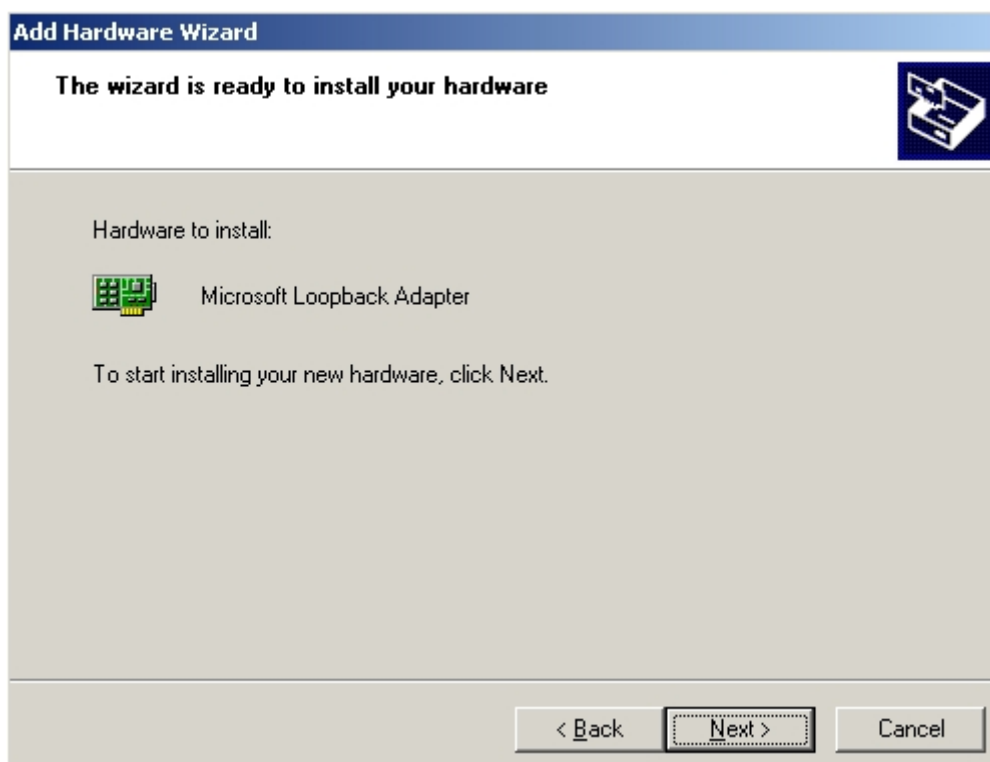 Add Hardware Wizard
The wizard is ready to install your hardware
Hardware to install:
Microsoft Loopback Adapter
To start installing your new hardware, click Next.
< Back Next > Cancel